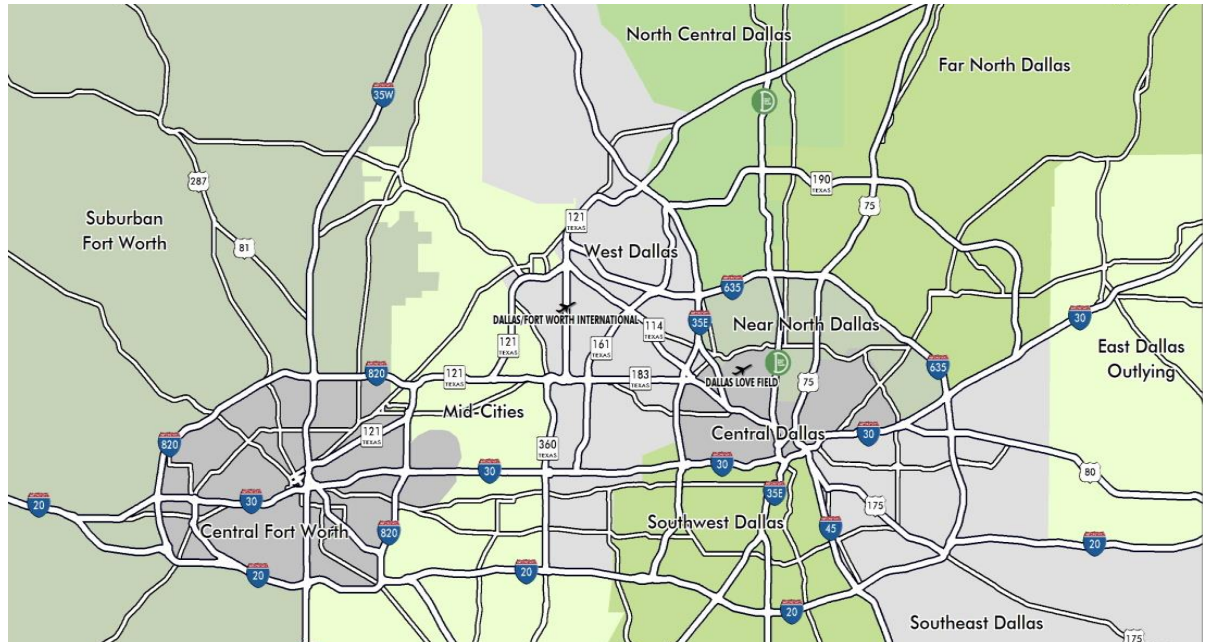 North Central Dallas
Far North Dallas
35W
287
190
TEXAS
75
Suburban
Fort Worth
121
TEXAS
81
West Dallas
635
DALLAS/FORT WORTH INTERNATIONAL
35E
Near North Dallas
30
114
TEXAS
121
TEXAS
161
TEXAS
East Dallas
Outlying
820
121
TEXAS
183
TEXAS
DALLAS LOVE FIELD
75
635
Mid-Cities
820
121
TEXAS
360
TEXAS
Central Dallas
30
30
30
80
20
30
35E
175
Central Fort Worth
820
Southwest Dallas
45
20
20
20
20
Southeast Dallas
175
TEXAS